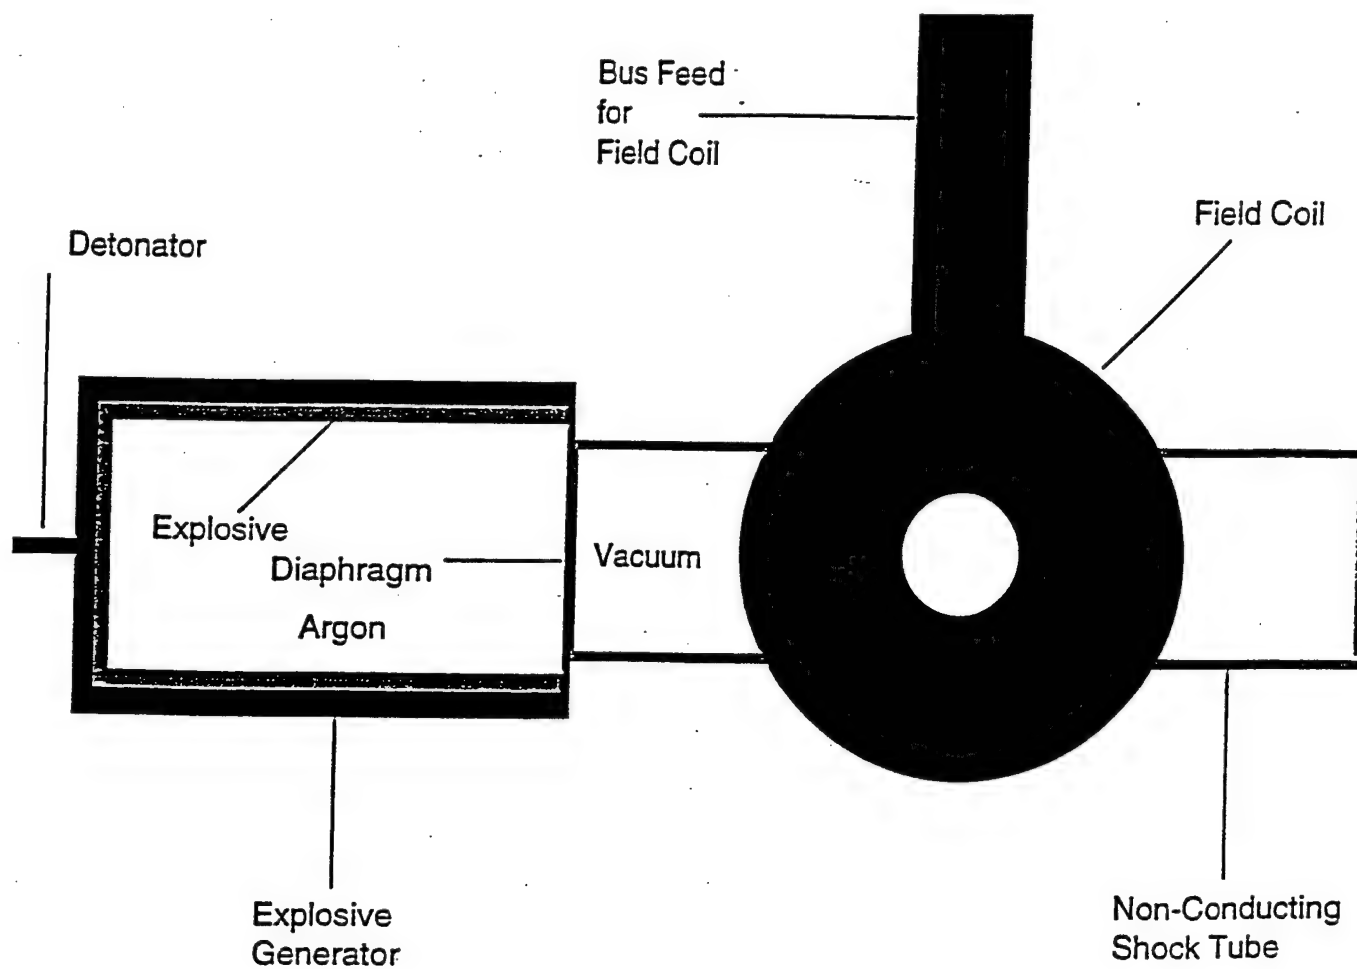 Bus Feed
for
Field Coil
Field Coil
Detonator
Explosive
Diaphragm
Argon
Vacuum
Explosive
Generator
Non-Conducting
Shock Tube